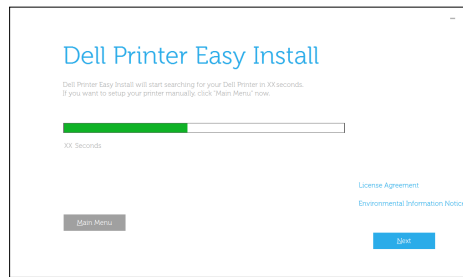 Dell Printer Easy Install
Dell Printer Easy Install will start searching for your Dell Printer in XX seconds.
If you want to setup your printer manually, click "Main Menu" now.
XX Seconds
License Agreement
Environmental Information Notice
Main Menu
Next